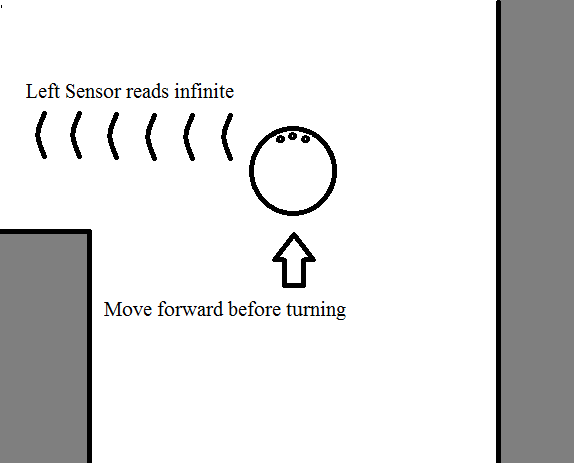 Left Sensor reads infinite
Move forward before turning